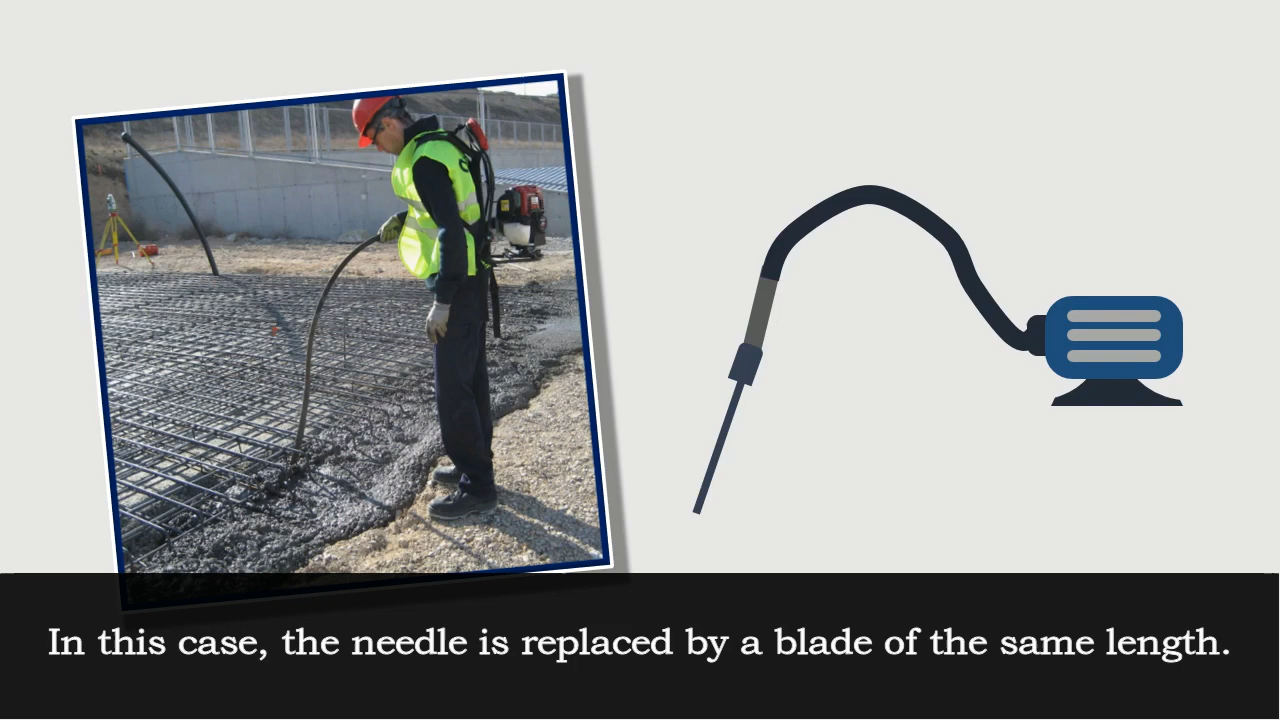 In this case, the needle is replaced by a blade of the same length.